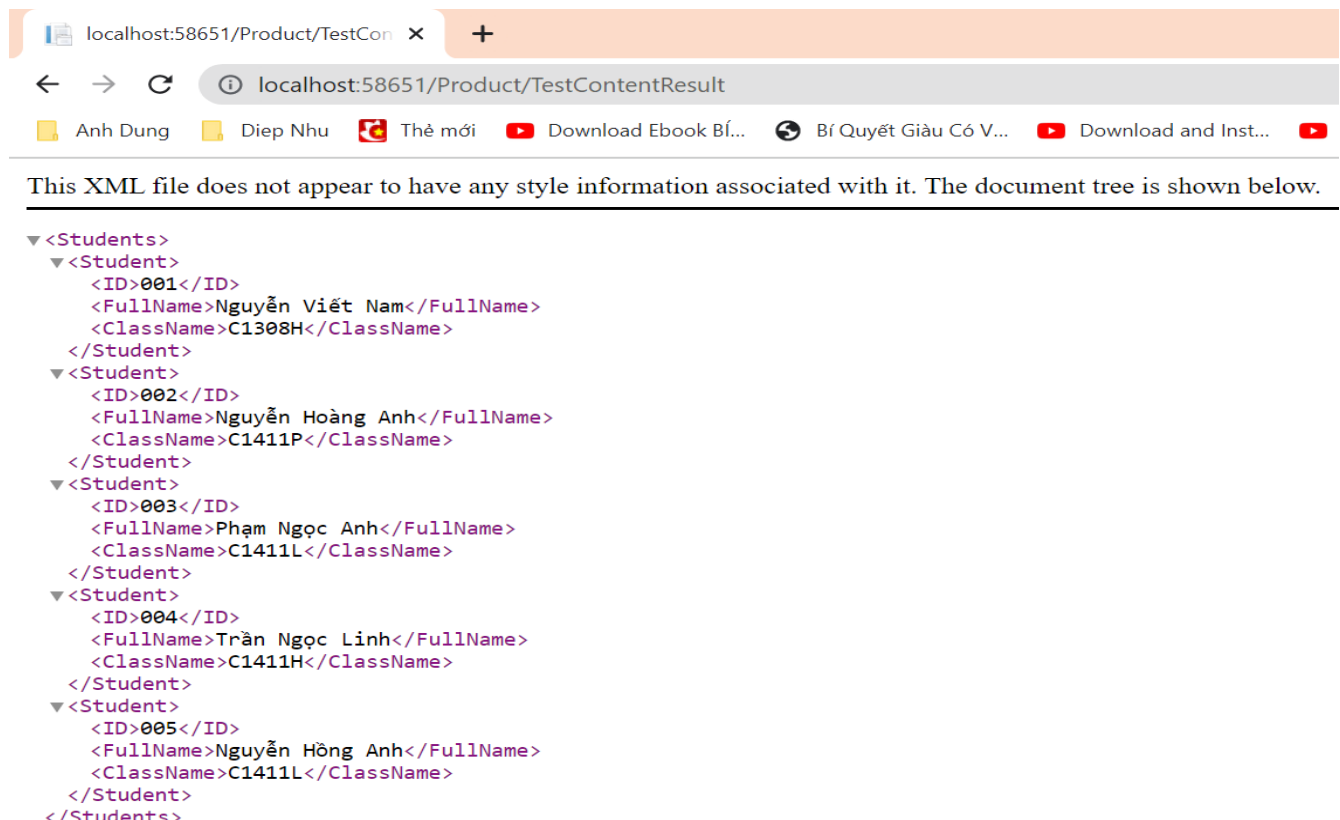 localhost:58651/Product/TestCon
localhost:58651/Product/TestContentResult
Anh Dung Diep Nhu Thẻ mới Download Ebook BÍ... Bí Quyết Giàu Có V... Download and Inst...
This XML file does not appear to have any style information associated with it. The document tree is shown below.
<Students>
<Student>
<ID>001</ID>
<FullName>Nguyễn Viết Nam</FullName>
<ClassName>C1308H</ClassName>
</Student>
<Student>
<ID>002</ID>
<FullName>Nguyễn Hoàng Anh</FullName>
<ClassName>C1411P</ClassName>
</Student>
<Student>
<ID>003</ID>
<FullName>Phạm Ngọc Anh</FullName>
<ClassName>C1411L</ClassName>
</Student>
<Student>
<ID>004</ID>
<FullName>Trần Ngọc Linh</FullName>
<ClassName>C1411H</ClassName>
</Student>
<Student>
<ID>005</ID>
<FullName>Nguyễn Hồng Anh</FullName>
<ClassName>C1411L</ClassName>
</Student>
</Students>